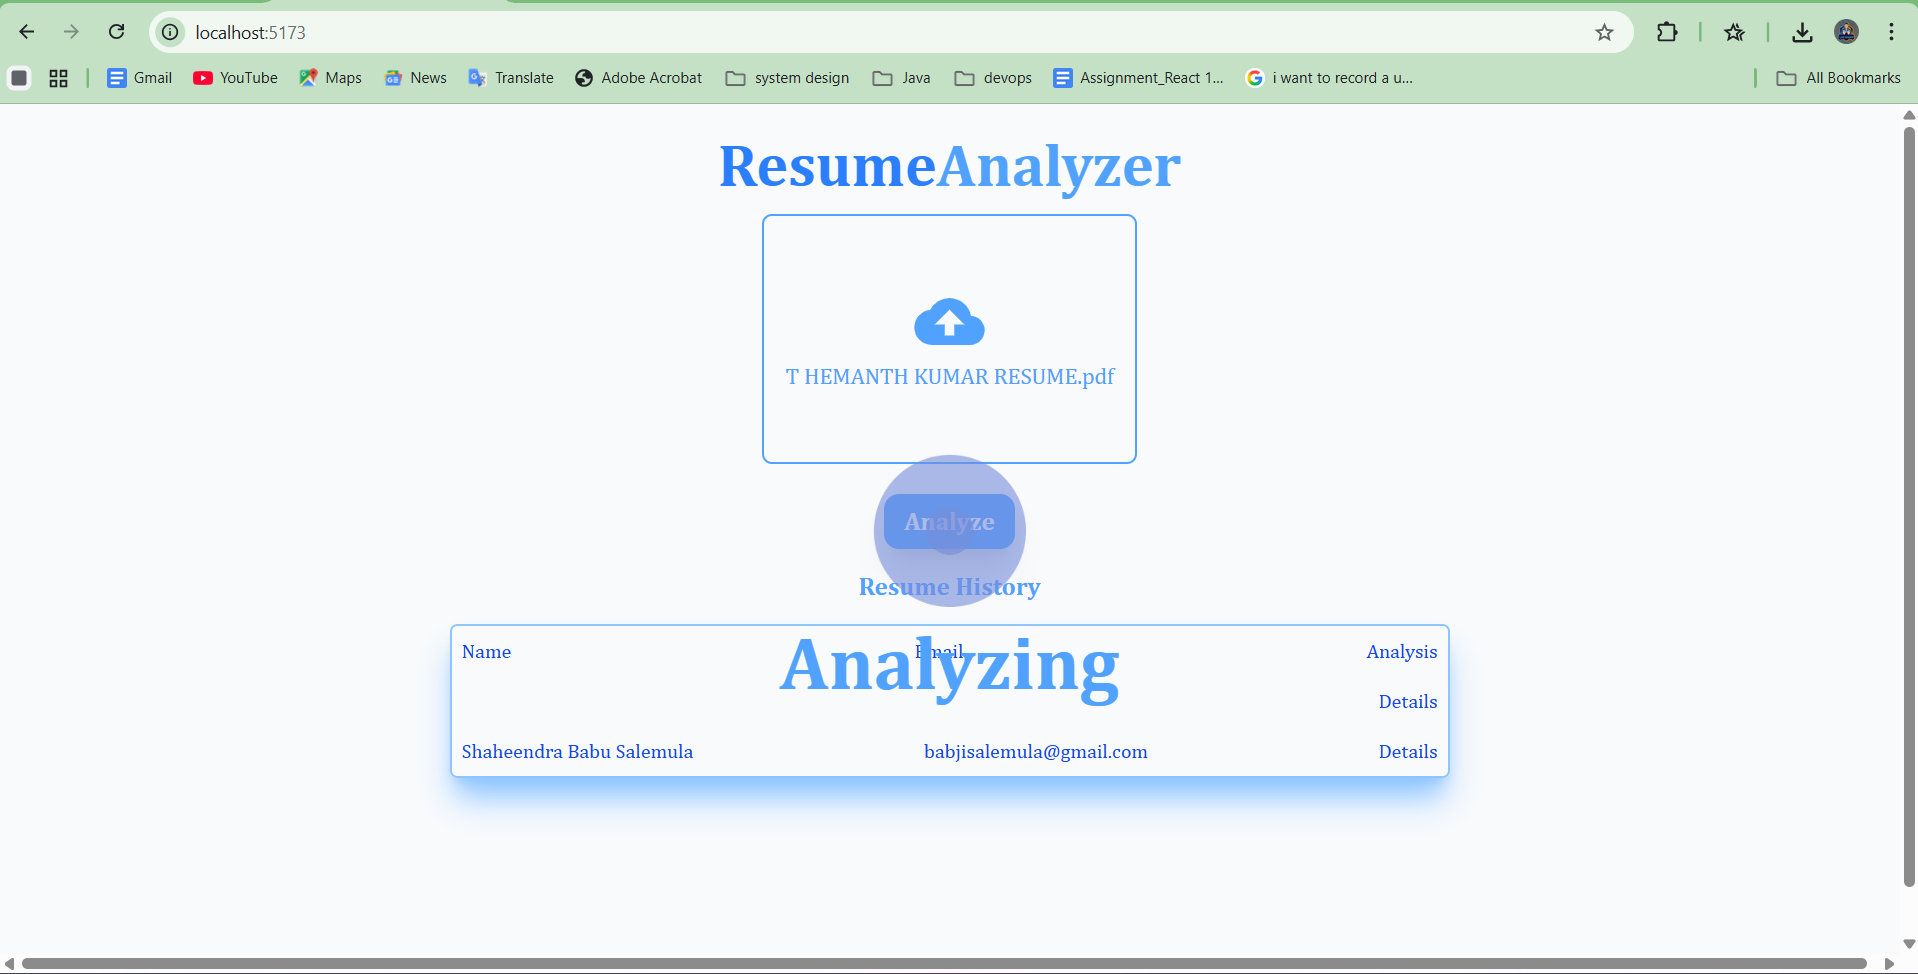 localhost:5173
Gmail YouTube Maps News Translate Adobe Acrobat system design Java devops Assignment_React 1... i want to record a u... All Bookmarks
ResumeAnalyzer
T HEMANTH KUMAR RESUME.pdf
Analyze
Resume History
Analyzing
Name Email Analysis
Details
Shaheendra Babu Salemula babjisalemula@gmail.com Details